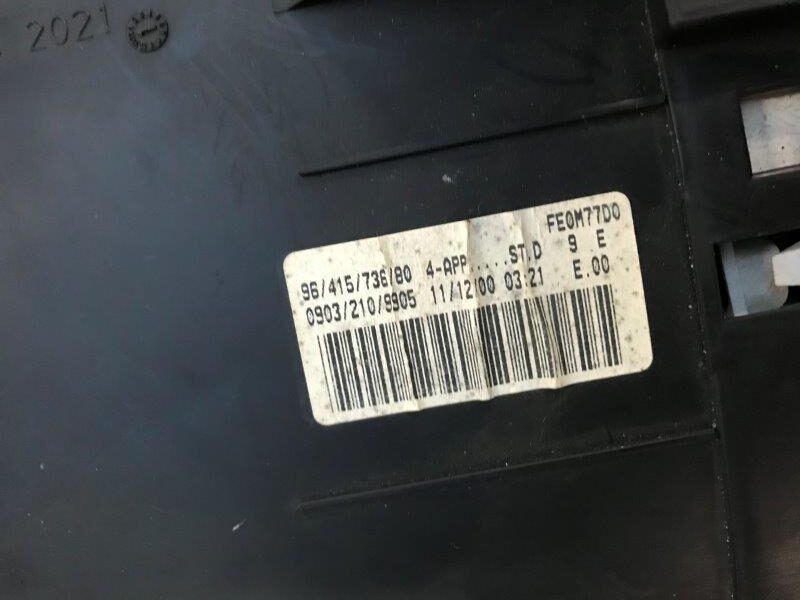 2021
FE0M77D0
96/415/736/80 4-APP.....ST.D 9 E
0903/210/9905 11/12/00 03:21 E.00